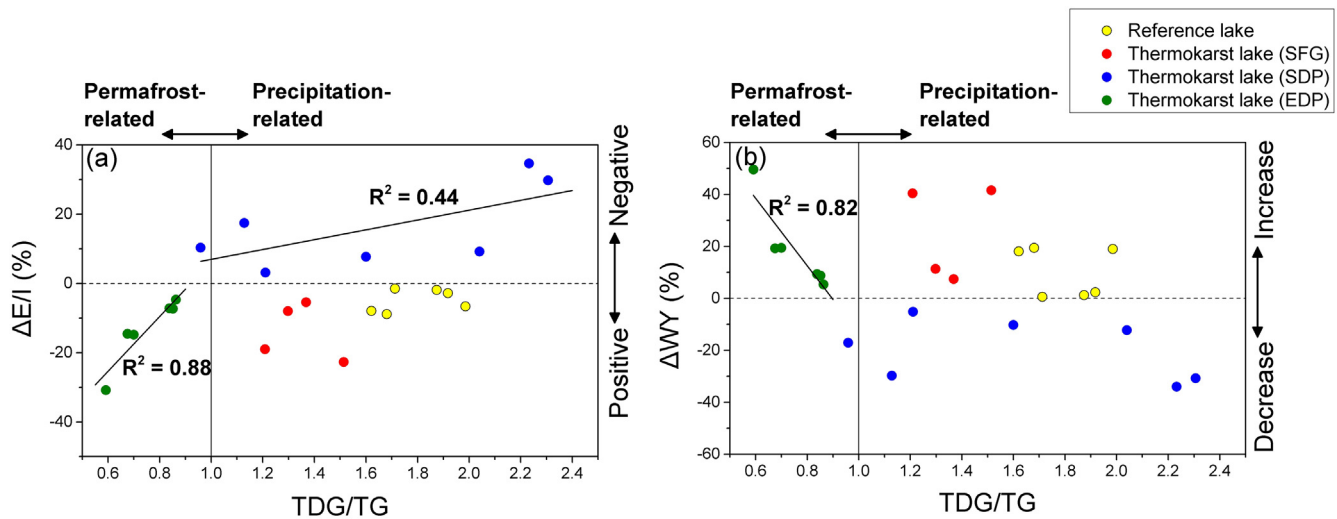 Reference lake
Thermokarst lake (SFG)
Thermokarst lake (SDP)
Thermokarst lake (EDP)
Permafrost-
related
Precipitation-
related
(a)
40
20
0
-20
-40
ΔE/I (%)
R² = 0.44
R² = 0.88
Negative
Positive
0.6 0.8 1.0 1.2 1.4 1.6 1.8 2.0 2.2 2.4
TDG/TG
Permafrost-
related
Precipitation-
related
(b)
60
40
20
0
-20
-40
-60
ΔWY (%)
R² = 0.82
Increase
Decrease
0.6 0.8 1.0 1.2 1.4 1.6 1.8 2.0 2.2 2.4
TDG/TG